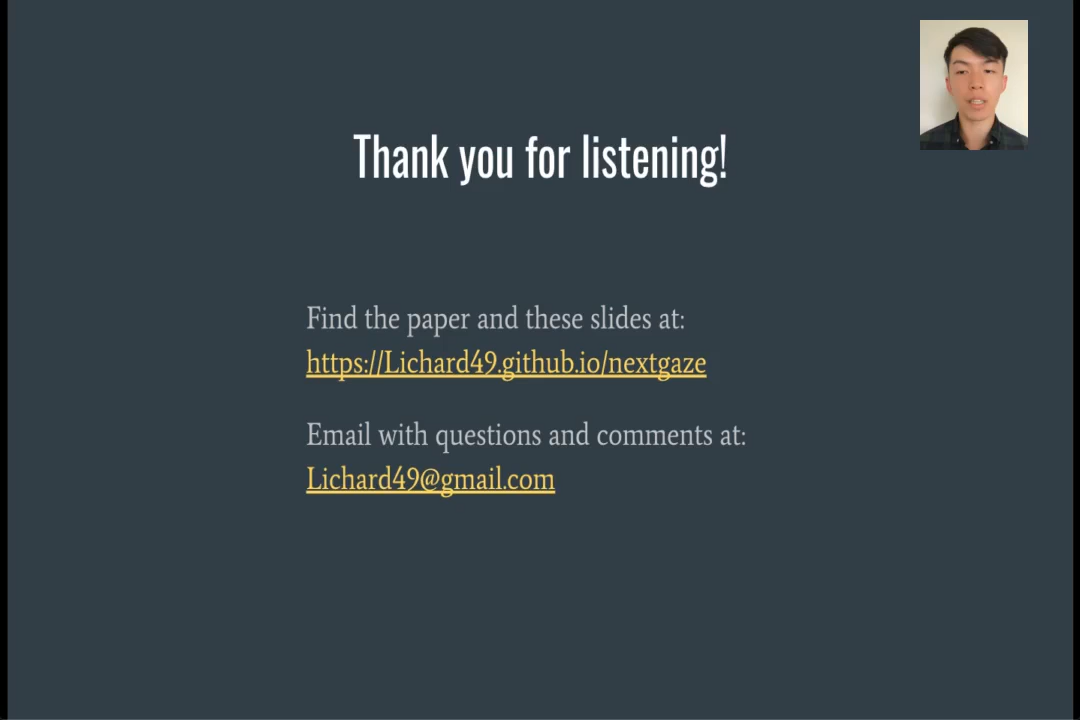 Thank you for listening!
Find the paper and these slides at:
https://Lichard49.github.io/nextgaze
Email with questions and comments at:
Lichard49@gmail.com